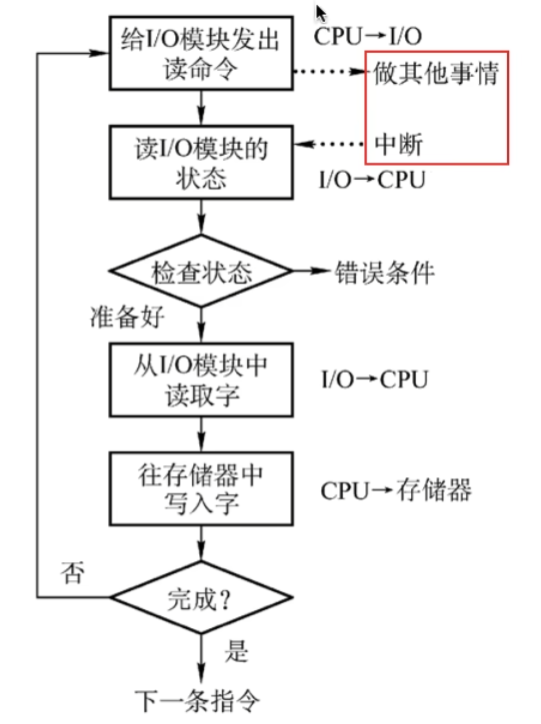 给I/O模块发出
读命令
CPU→I/O
做其他事情
读I/O模块的
状态
中断
I/O→CPU
检查状态
错误条件
准备好
从I/O模块中
读取字
I/O→CPU
往存储器中
写入字
CPU→存储器
否
完成?
是
下一条指令